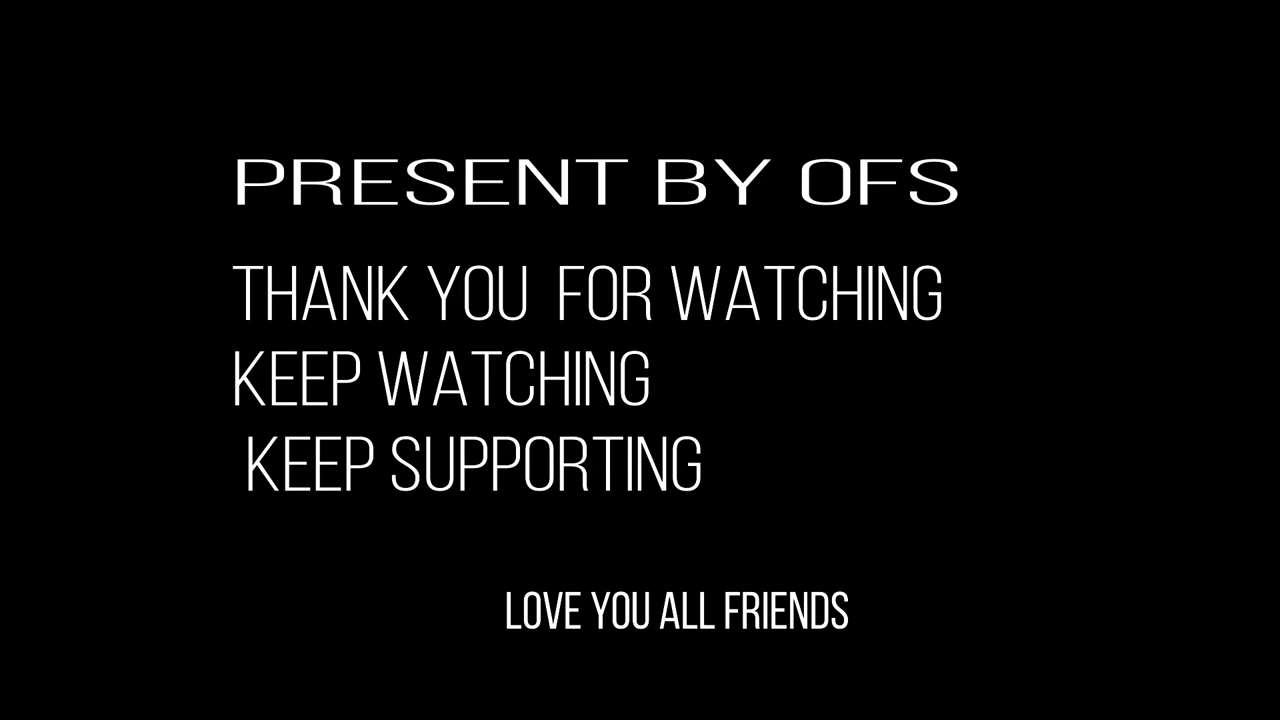 PRESENT BY OFS
THANK YOU FOR WATCHING
KEEP WATCHING
KEEP SUPPORTING
LOVE YOU ALL FRIENDS